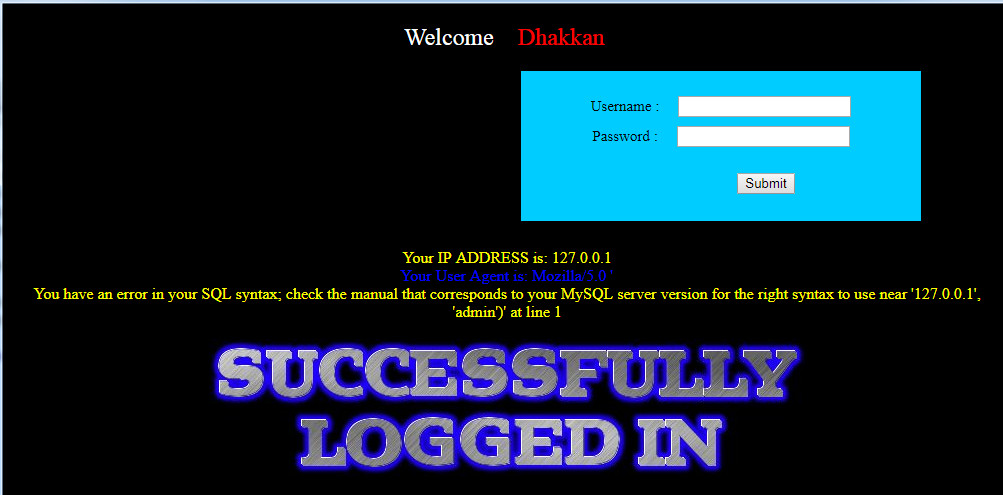 Welcome Dhakkan
Username :
Password :
Submit
Your IP ADDRESS is: 127.0.0.1
Your User Agent is: Mozilla/5.0 '
You have an error in your SQL syntax; check the manual that corresponds to your MySQL server version for the right syntax to use near '127.0.0.1',
'admin')' at line 1
SUCCESSFULLY
LOGGED IN